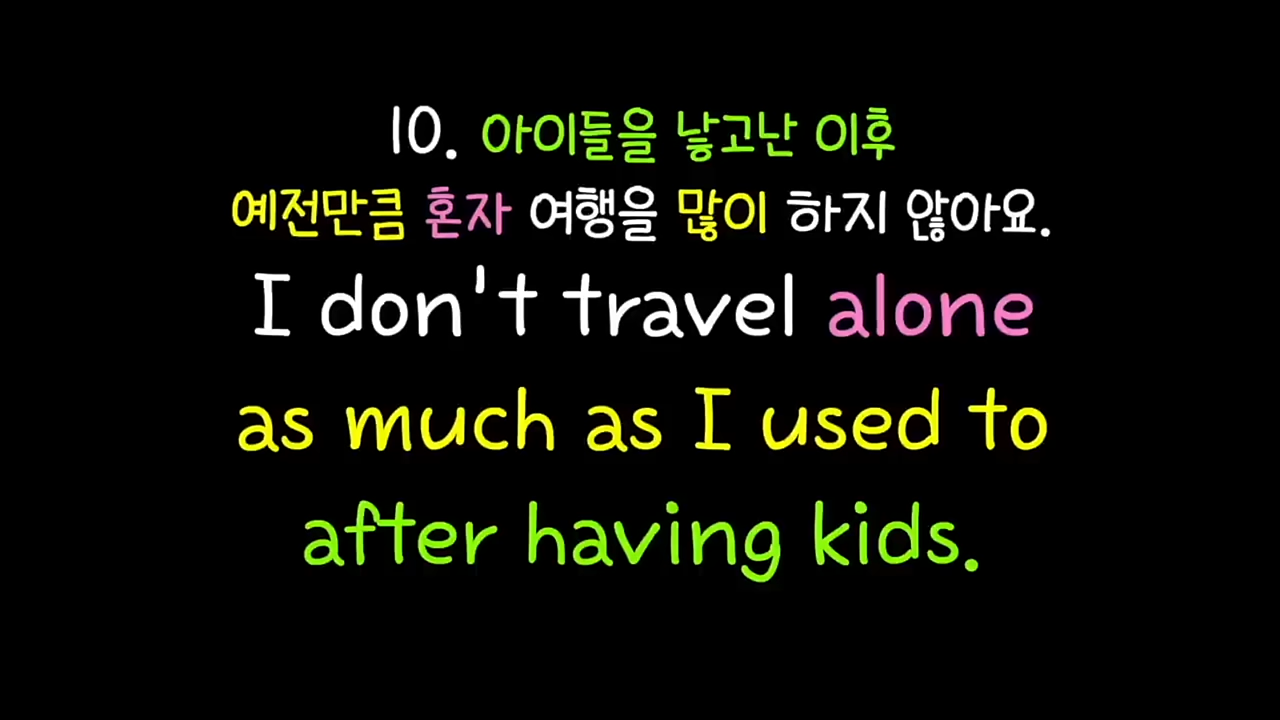 10. 아이들을 낳고난 이후
예전만큼 혼자 여행을 많이 하지 않아요.
I don't travel alone
as much as I used to
after having kids.